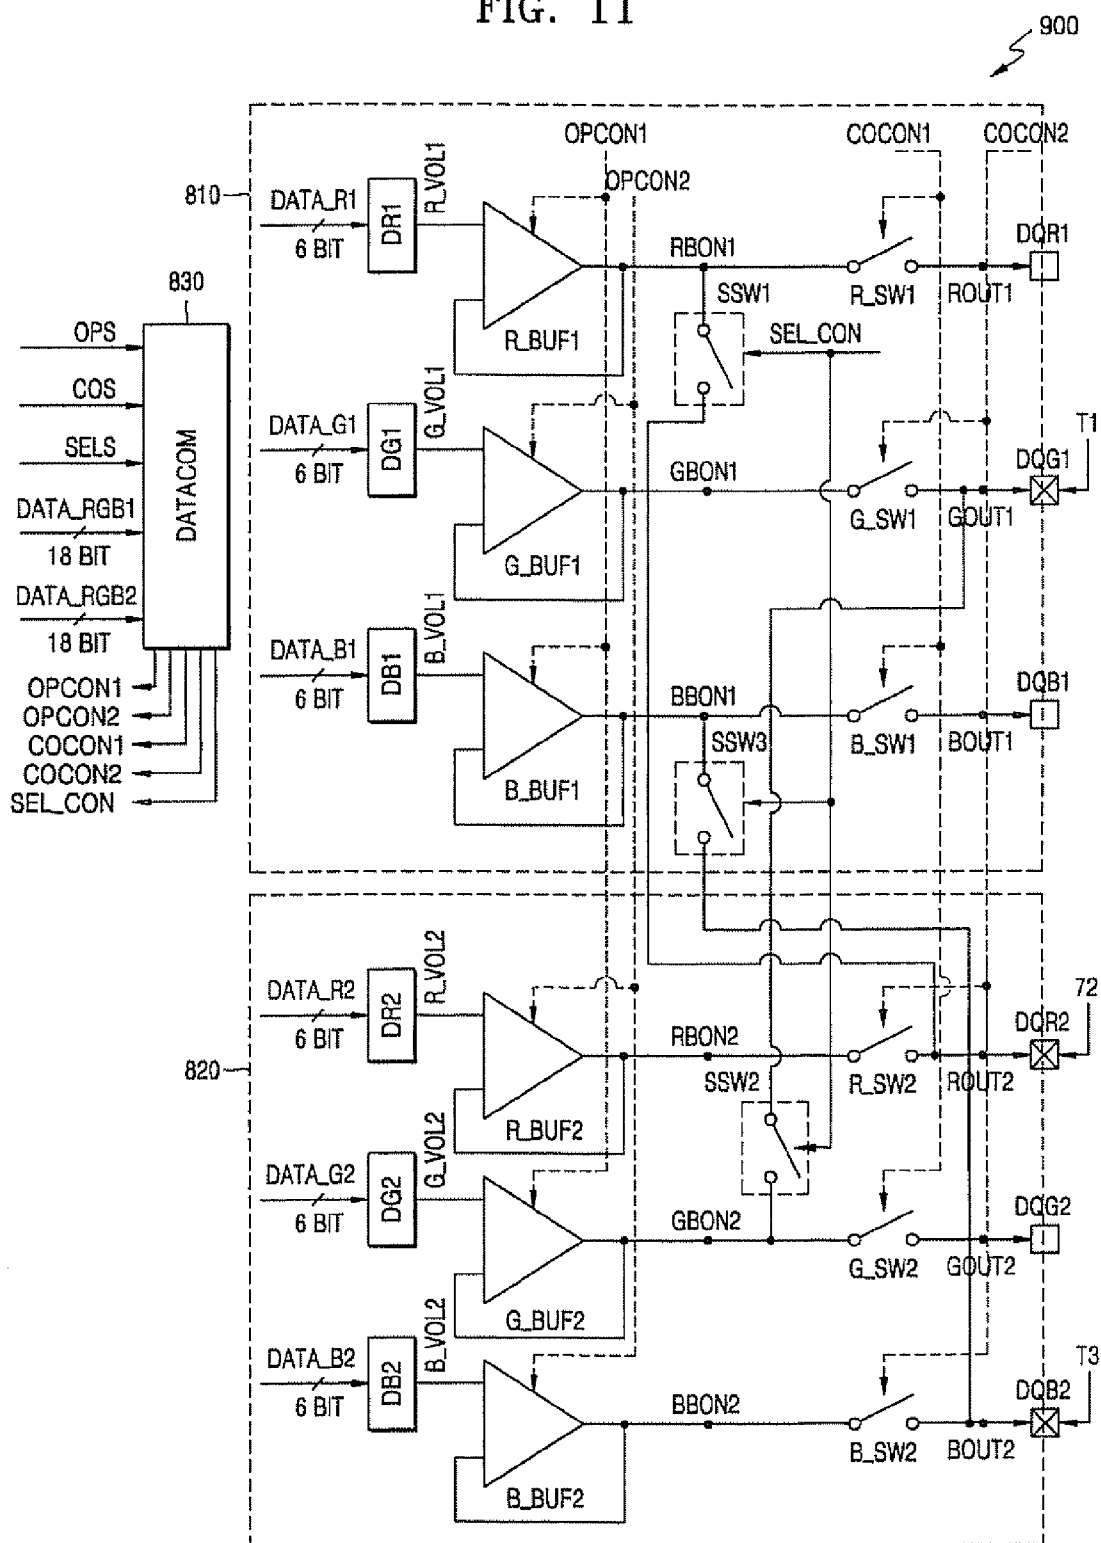 FIG. 11
900
OPCON1
COCON1
COCON2
810
DATA_R1
6 BIT
DR1
R_VOL1
OPCON2
RBON1
DQR1
830
SSW1
R_SW1
ROUT1
OPS
R_BUF1
SEL_CON
COS
SELS
DATA_RGB1
18 BIT
DATA_RGB2
18 BIT
DATACOM
DATA_G1
6 BIT
DG1
G_VOL1
GBON1
T1
DQG1
G_SW1
GOUT1
G_BUF1
OPCON1
OPCON2
COCON1
COCON2
SEL_CON
DATA_B1
6 BIT
DB1
B_VOL1
BBON1
DQB1
SSW3
B_SW1
BOUT1
B_BUF1
820
DATA_R2
6 BIT
DR2
R_VOL2
RBON2
72
DQR2
SSW2
R_SW2
ROUT2
R_BUF2
DATA_G2
6 BIT
DG2
G_VOL2
GBON2
DQG2
G_SW2
GOUT2
G_BUF2
DATA_B2
6 BIT
DB2
B_VOL2
BBON2
T3
DQB2
B_SW2
BOUT2
B_BUF2